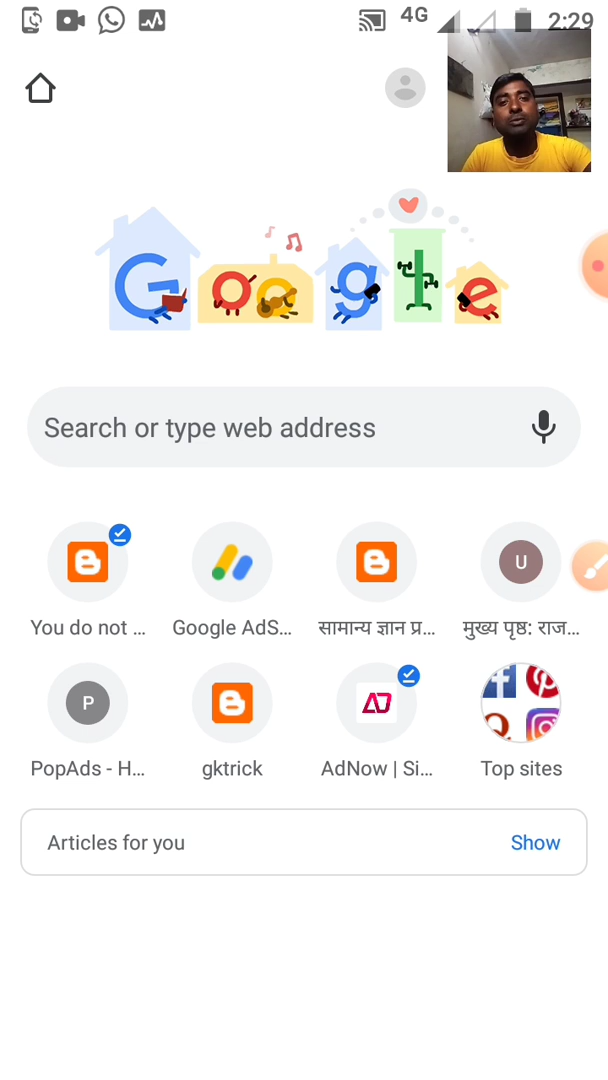 4G 2:29
Google
Search or type web address
You do not ... Google AdS... सामान्य ज्ञान प्र... मुख्य पृष्ठ: राज...
U
P
PopAds - H... gktrick AdNow | Si... Top sites
Articles for you Show